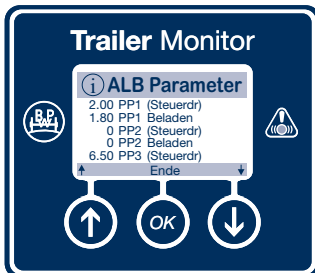 Trailer Monitor
i ALB Parameter
2.00 PP1 (Steuerdr)
1.80 PP1 Beladen
0 PP2 (Steuerdr)
0 PP2 Beladen
6.50 PP3 (Steuerdr)
Ende
BPW
OK